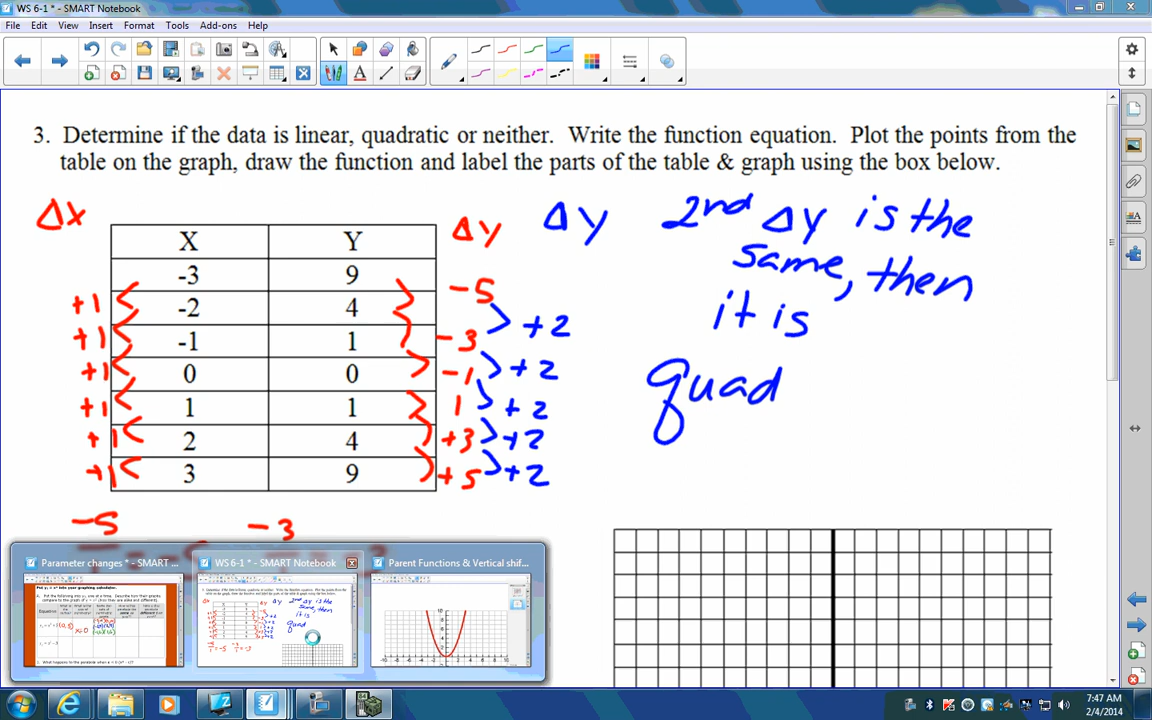 WS 6-1 * - SMART Notebook
File Edit View Insert Format Tools Add-ons Help
3. Determine if the data is linear, quadratic or neither. Write the function equation. Plot the points from the
table on the graph, draw the function and label the parts of the table & graph using the box below.
ΔX ΔY ΔY 2nd ΔY is the
same, then
it is
quad
X Y
-3 9
-2 4
-1 1
0 0
1 1
2 4
3 9
+1
+1
+1
+1
+1
+1
-5
-3
-1
1
+3
+5
+2
+2
+2
+2
+2
-5 -3
Parameter changes * - SMART ...
WS 6-1 * - SMART Notebook
Parent Functions & Vertical shif...
7:47 AM
2/4/2014